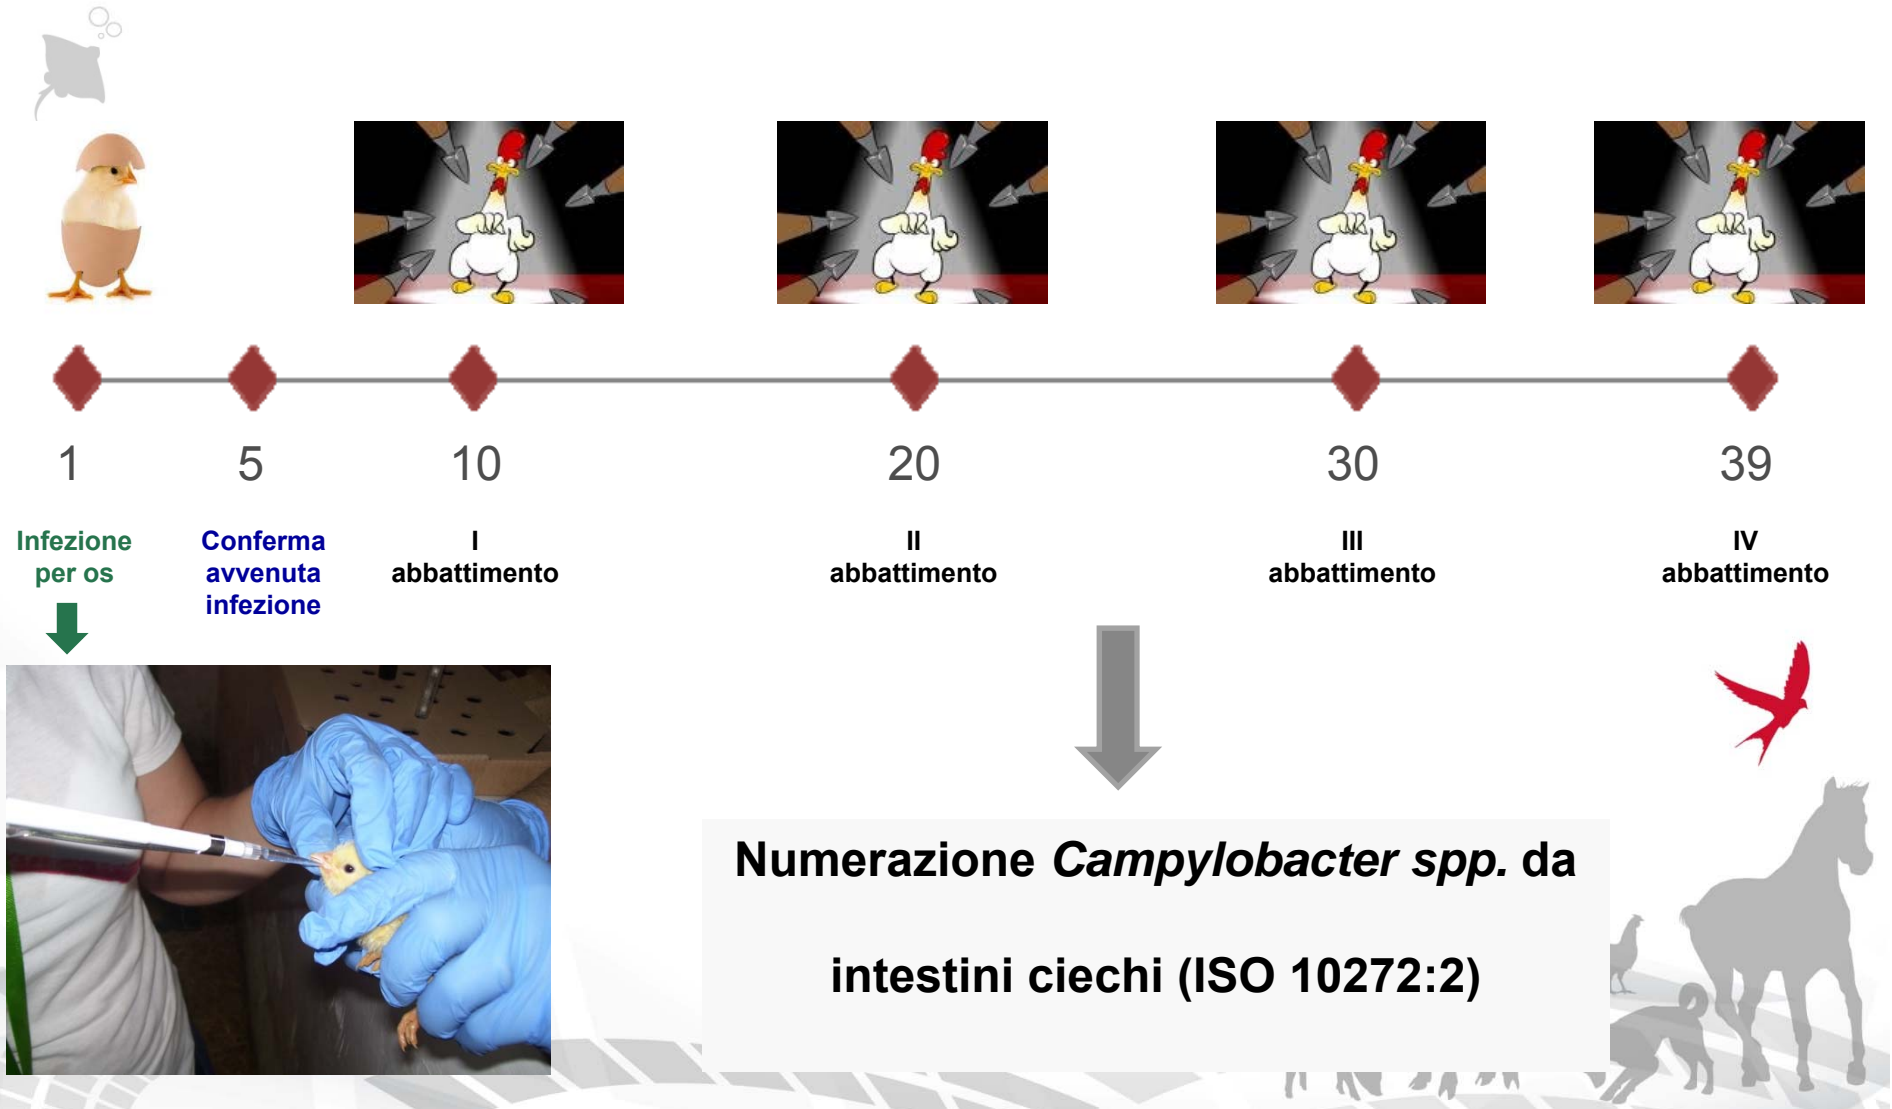 1
5
10
20
30
39
Infezione
per os
Conferma
avvenuta
infezione
I
abbattimento
II
abbattimento
III
abbattimento
IV
abbattimento
Numerazione Campylobacter spp. da
intestini ciechi (ISO 10272:2)